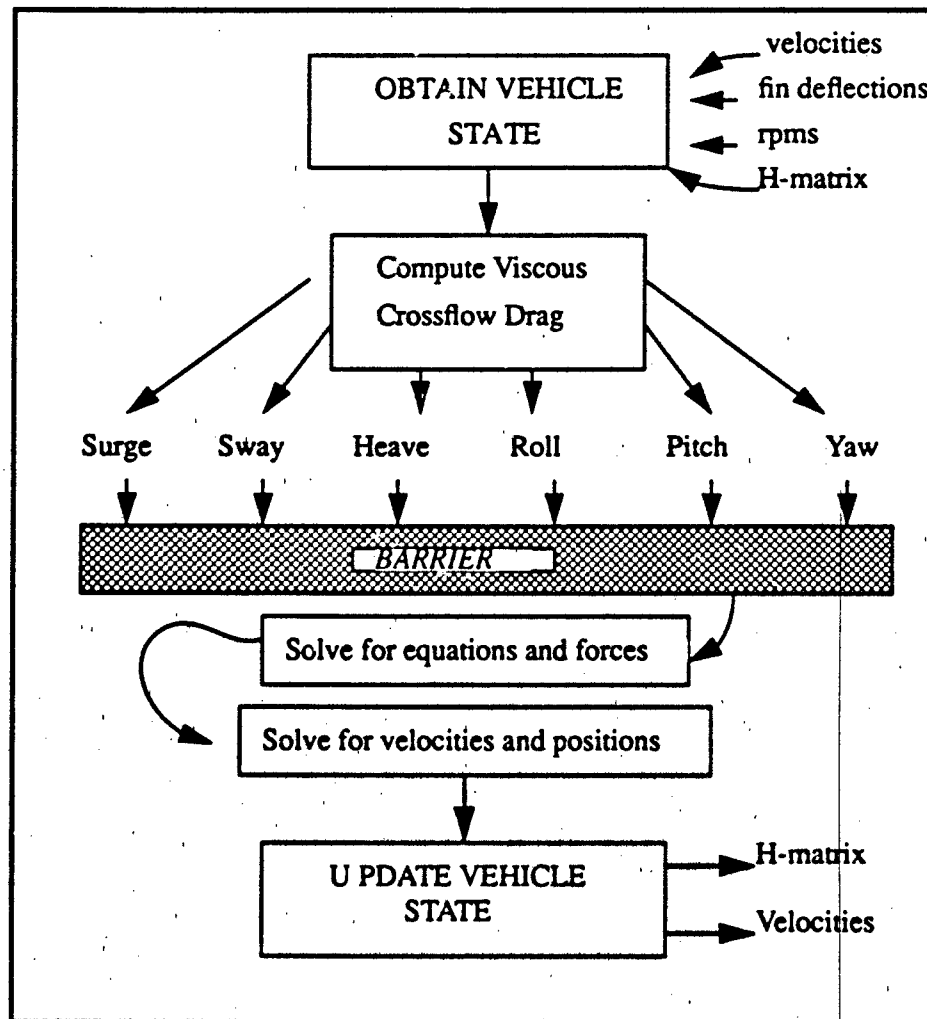 velocities
OBTAIN VEHICLE
STATE
fin deflections
rpms
H-matrix
Compute Viscous
Crossflow Drag
Surge Sway Heave Roll Pitch Yaw
BARRIER
Solve for equations and forces
Solve for velocities and positions
U PDATE VEHICLE
STATE
H-matrix
Velocities